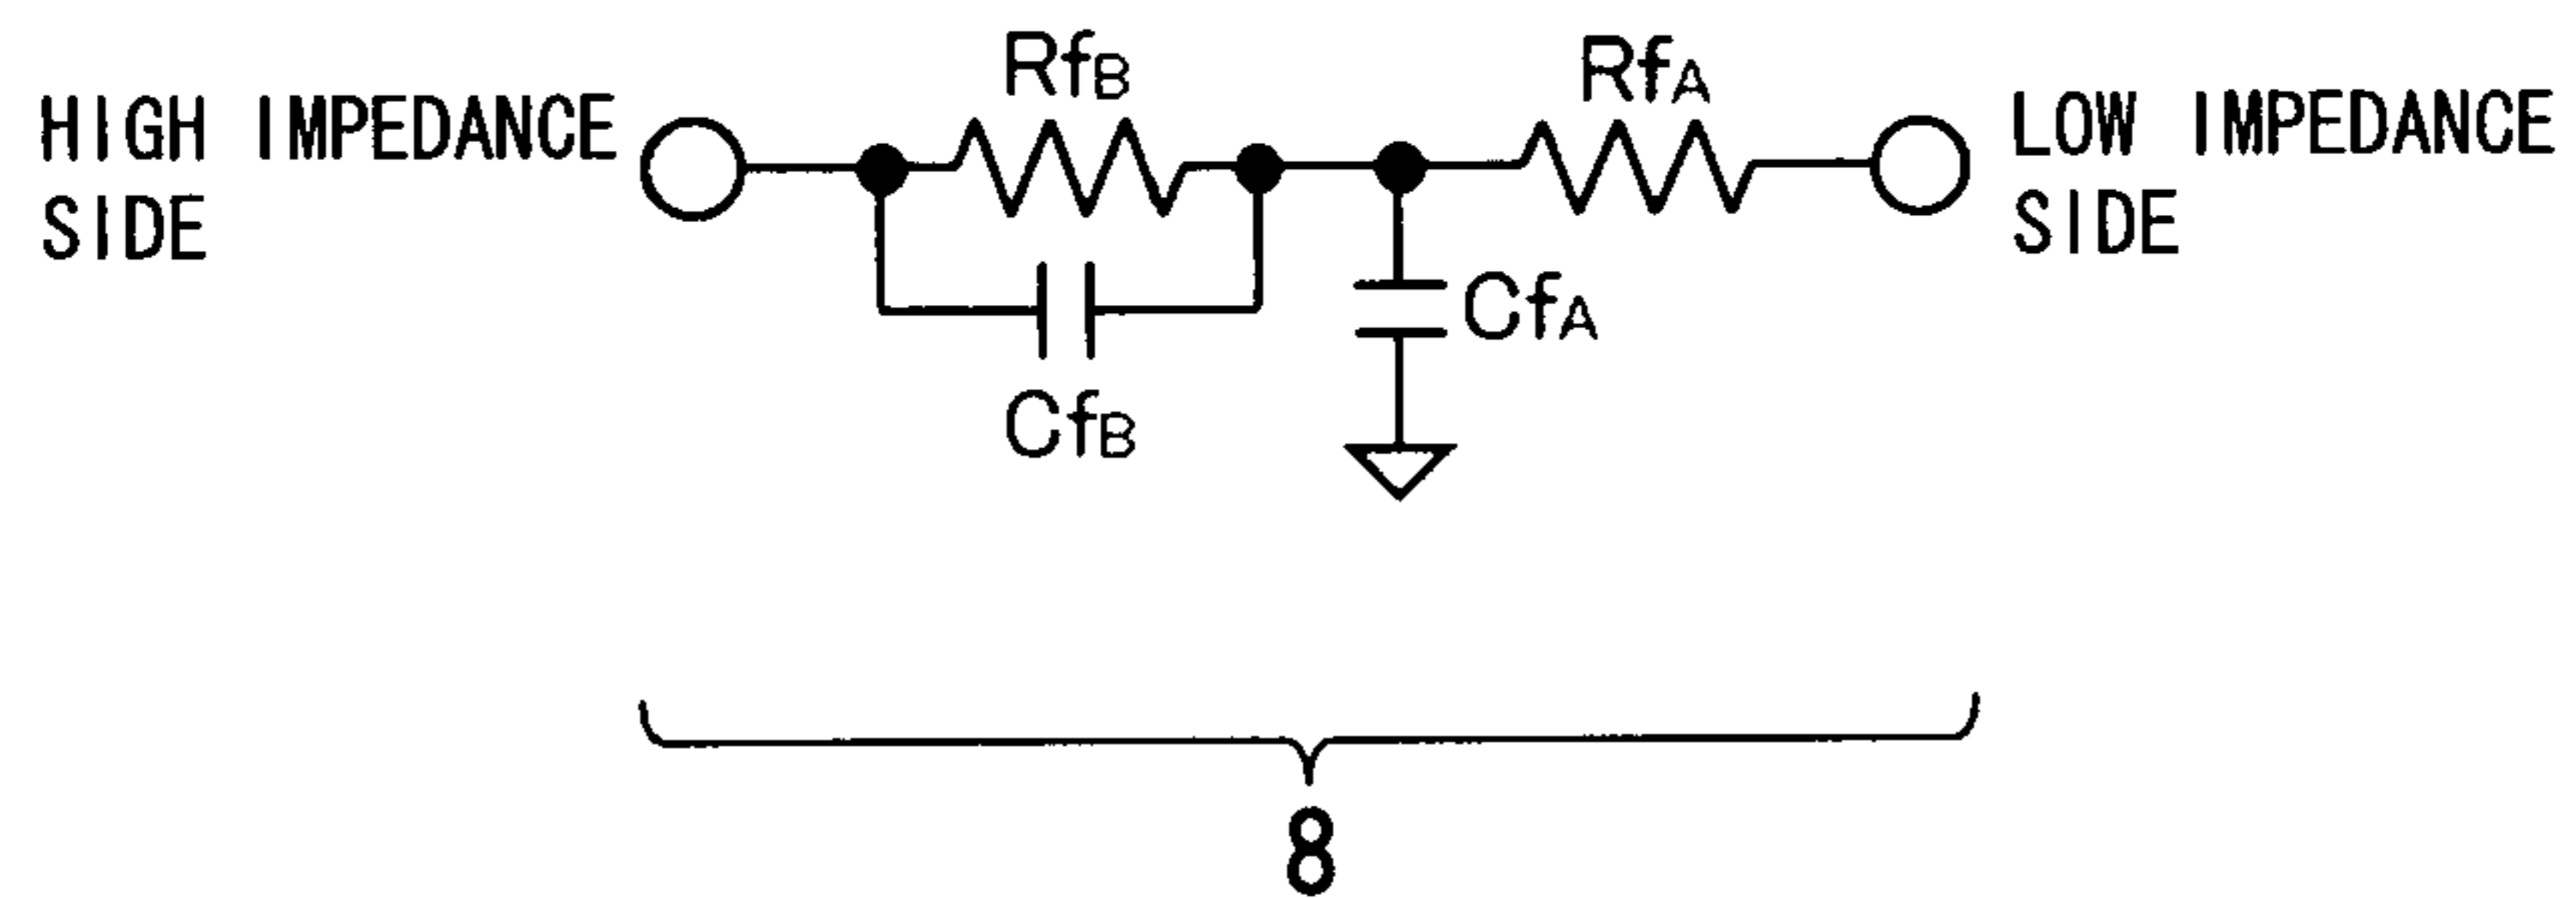 RfB
RfA
HIGH IMPEDANCE
SIDE
LOW IMPEDANCE
SIDE
CfA
CfB
8